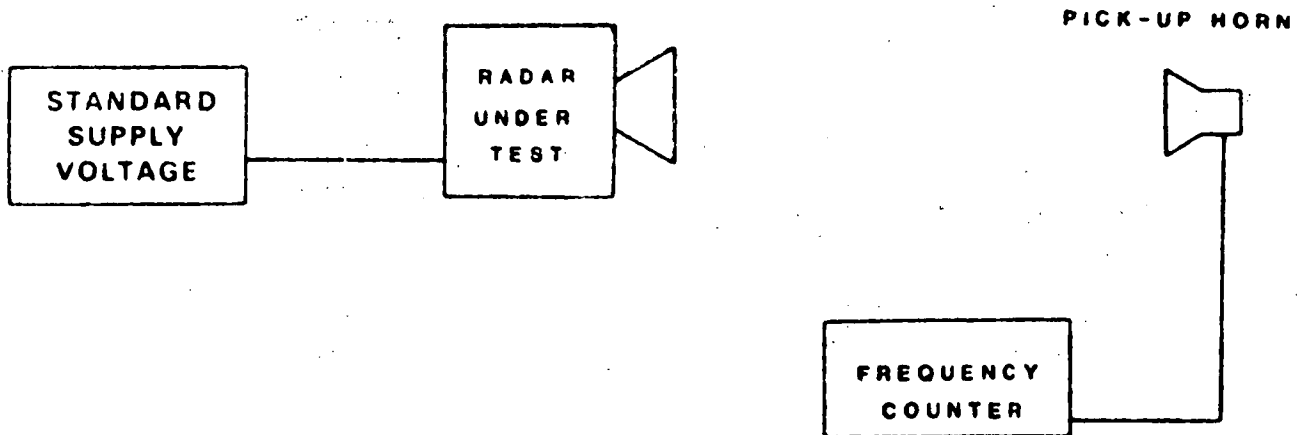 PICK-UP HORN
STANDARD
SUPPLY
VOLTAGE
RADAR
UNDER
TEST
FREQUENCY
COUNTER